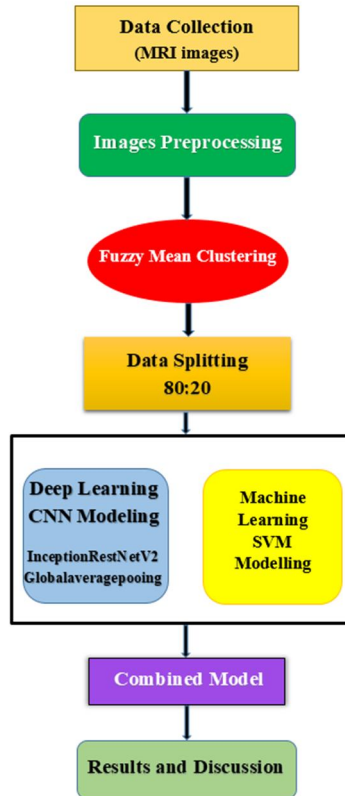 Data Collection
(MRI images)
Images Preprocessing
Fuzzy Mean Clustering
Data Splitting
80:20
Deep Learning
CNN Modeling
InceptionRestNetV2
Globalaveragepooing
Machine
Learning
SVM
Modelling
Combined Model
Results and Discussion